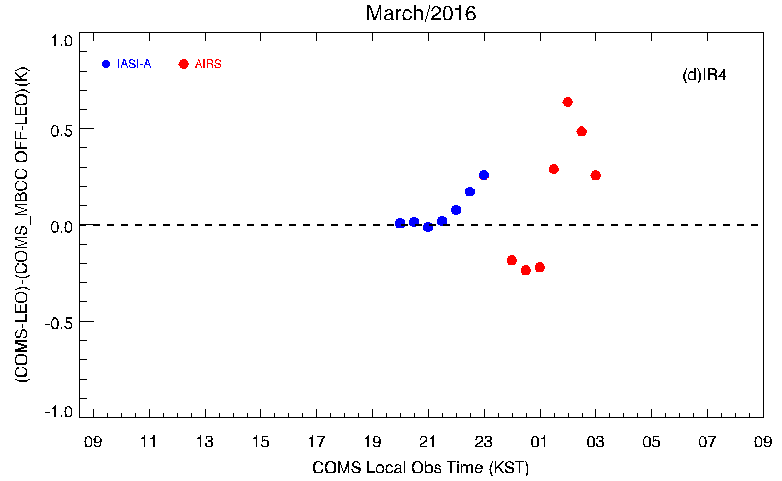 March/2016
IASI-A AIRS
(d)IR4
(COMS-LEO)-(COMS_MBCC OFF-LEO)(K)
1.0
0.5
0.0
-0.5
-1.0
09 11 13 15 17 19 21 23 01 03 05 07 09
COMS Local Obs Time (KST)